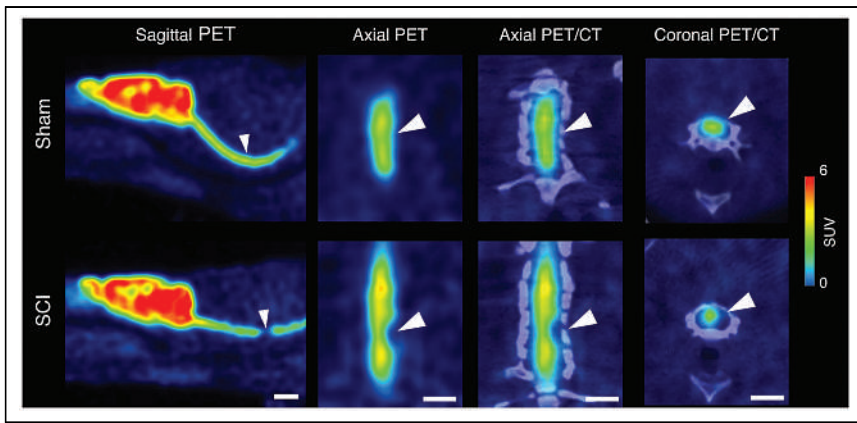 Sagittal PET
Axial PET
Axial PET/CT
Coronal PET/CT
Sham
SCI
6
SUV
0